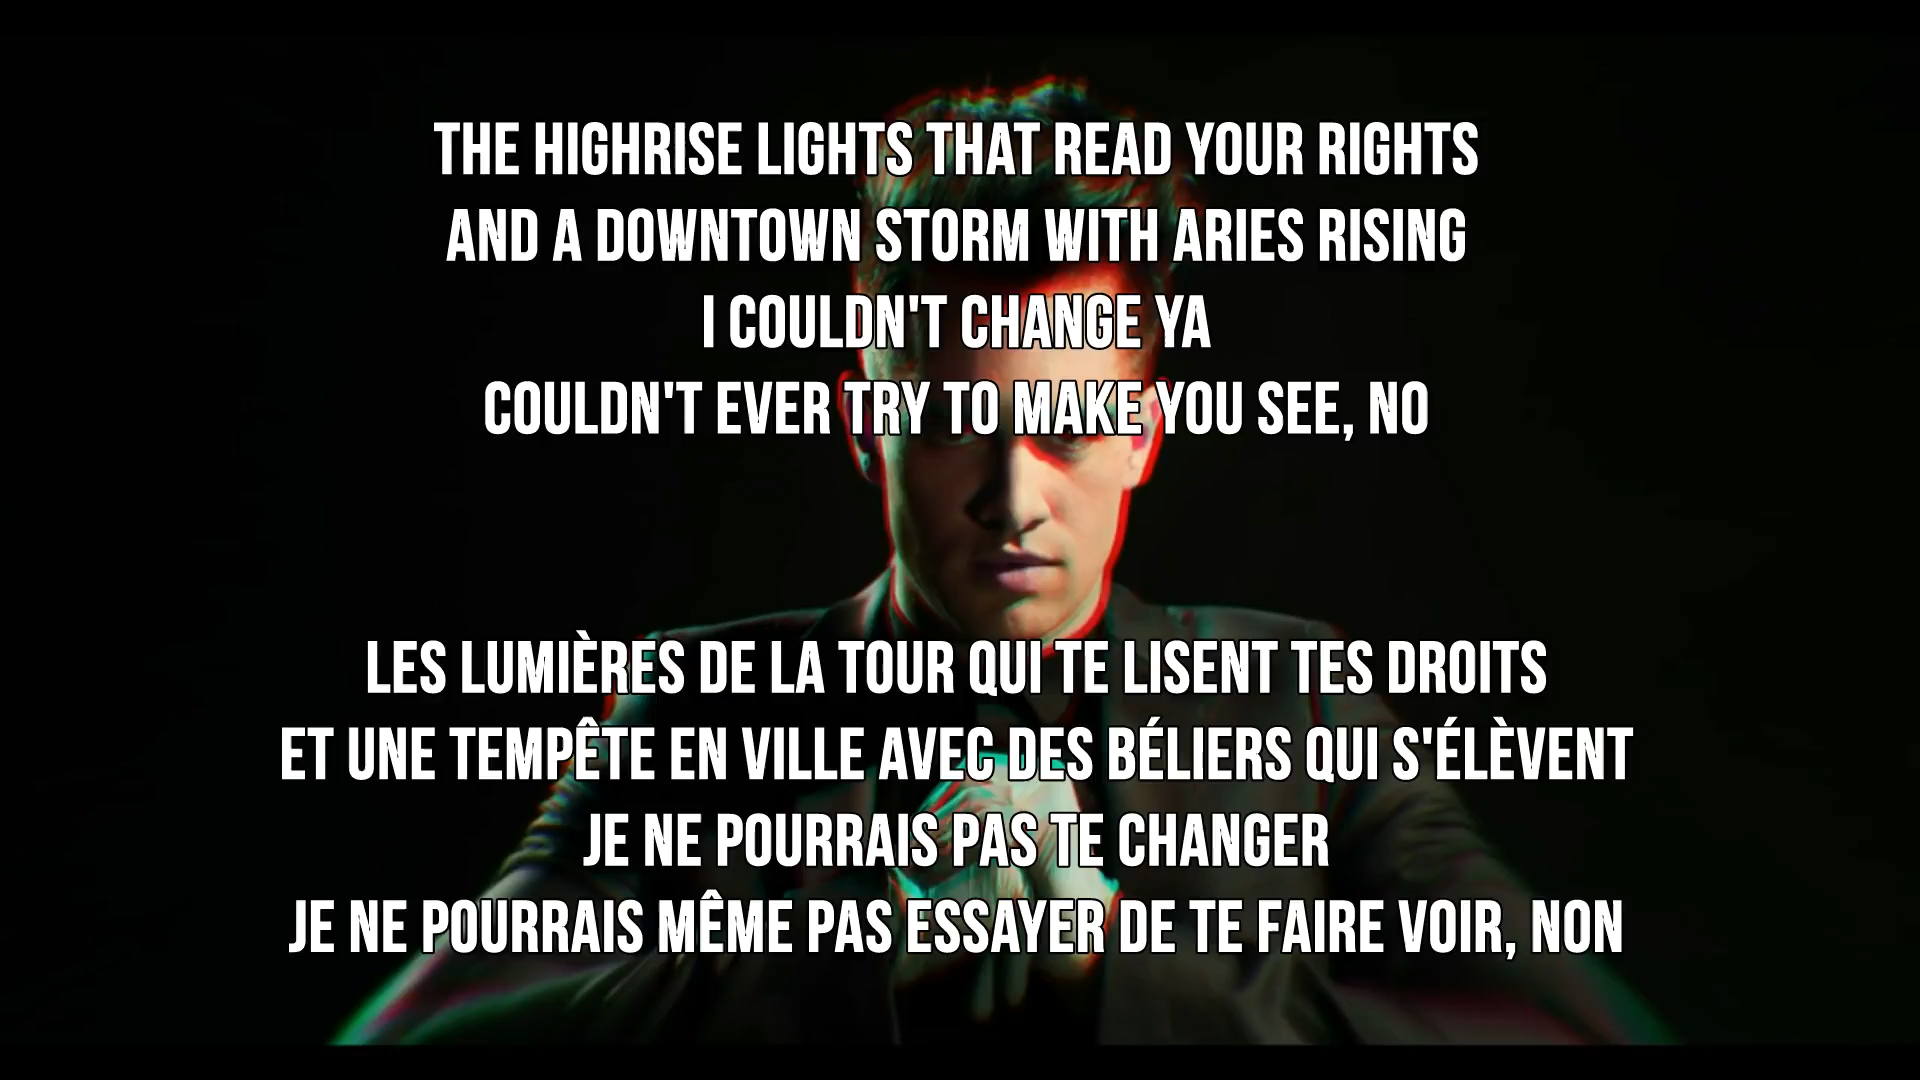 THE HIGHRISE LIGHTS THAT READ YOUR RIGHTS
AND A DOWNTOWN STORM WITH ARIES RISING
I COULDN'T CHANGE YA
COULDN'T EVER TRY TO MAKE YOU SEE, NO
LES LUMIÈRES DE LA TOUR QUI TE LISENT TES DROITS
ET UNE TEMPÊTE EN VILLE AVEC DES BÉLIERS QUI S'ÉLÈVENT
JE NE POURRAIS PAS TE CHANGER
JE NE POURRAIS MÊME PAS ESSAYER DE TE FAIRE VOIR, NON